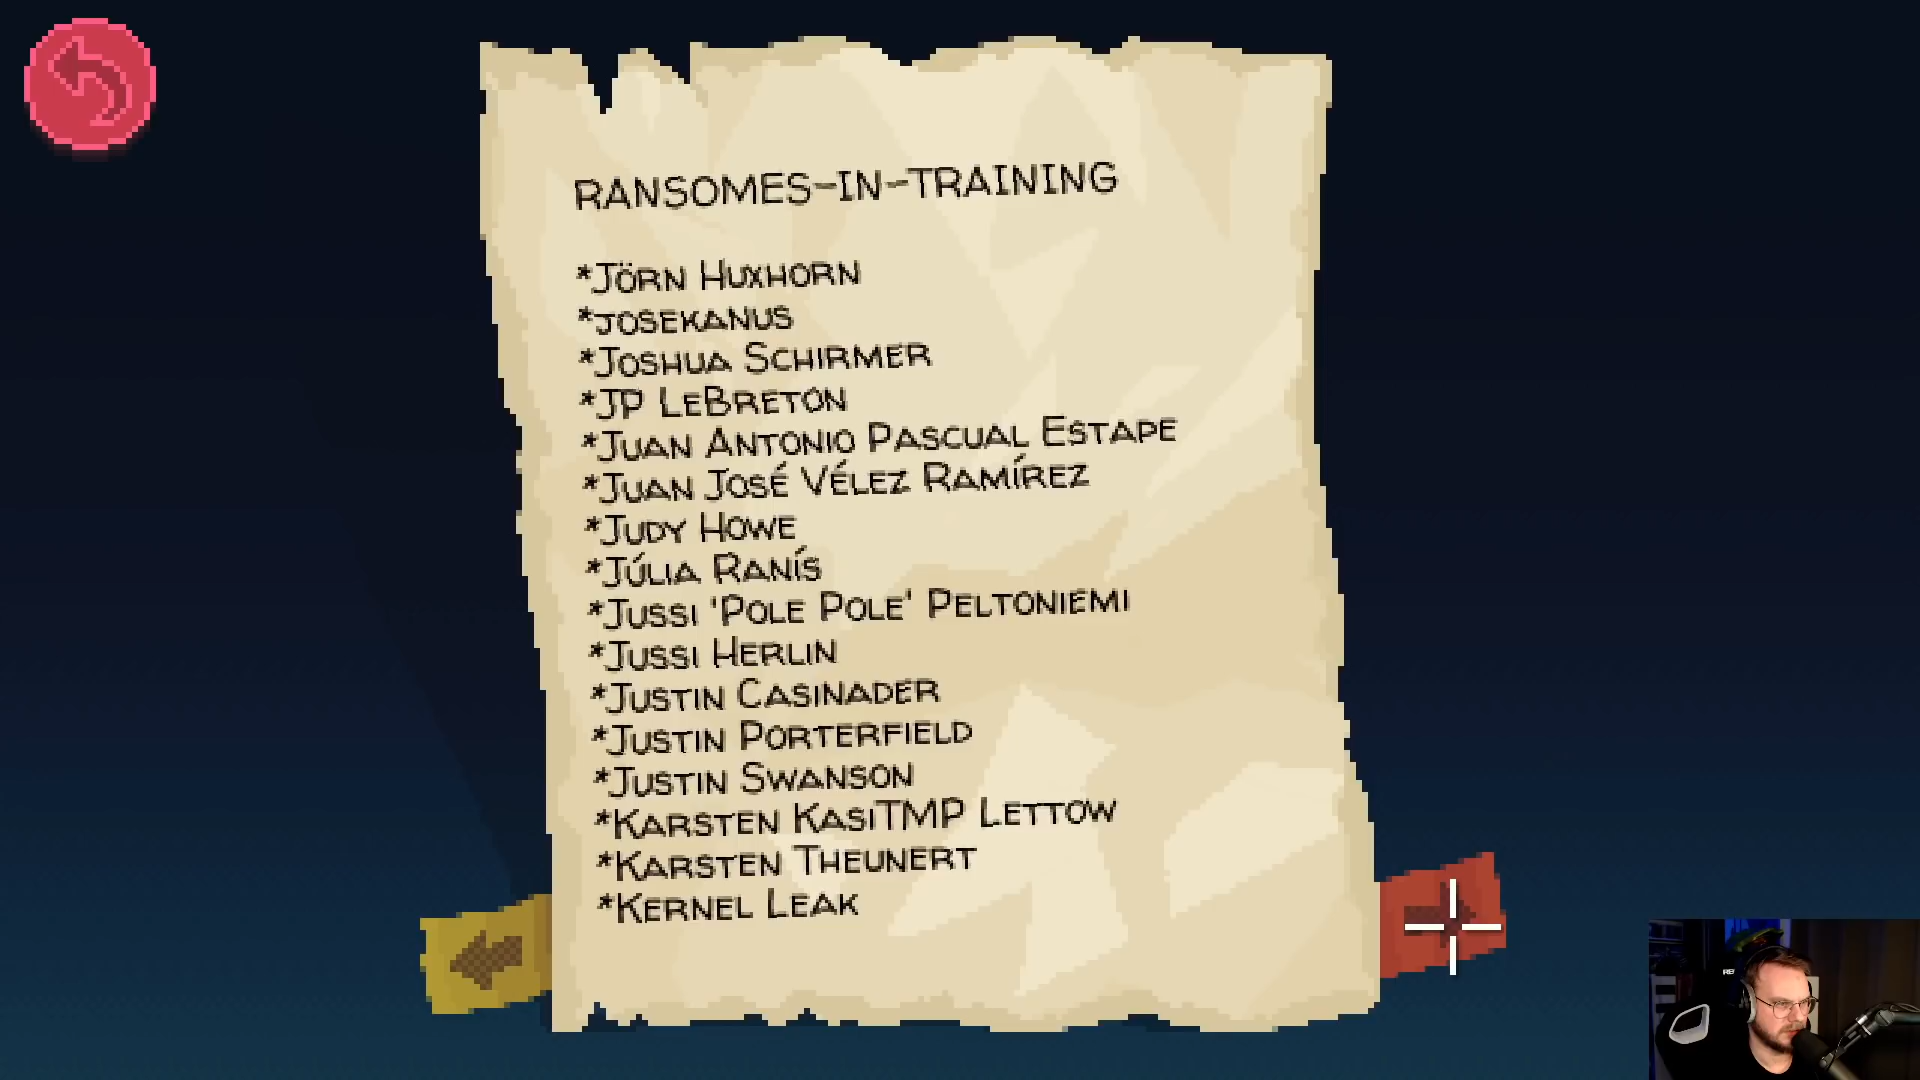 RANSOMES-IN-TRAINING
*Jörn Huxhorn
*josekanus
*Joshua Schirmer
*JP LeBreton
*Juan Antonio Pascual Estape
*Juan José Vélez Ramírez
*Judy Howe
*Júlia Ranís
*Jussi 'Pole Pole' Peltoniemi
*Jussi Herlin
*Justin Casinader
*Justin Porterfield
*Justin Swanson
*Karsten KasiTMP Lettow
*Karsten Theunert
*Kernel Leak